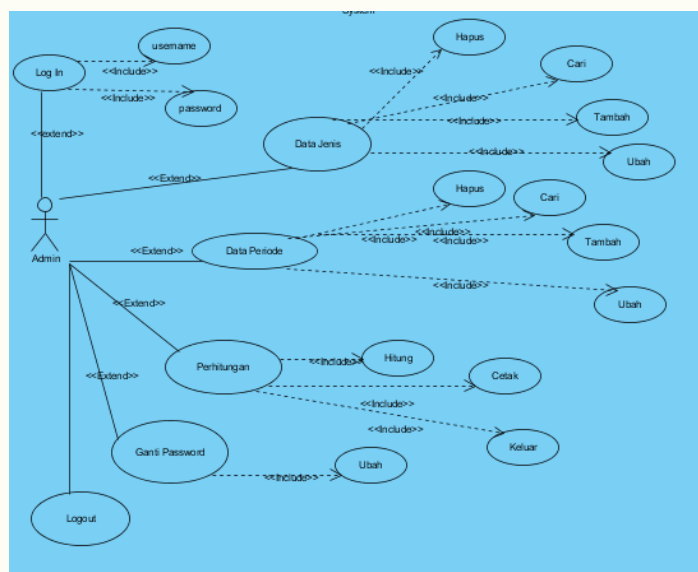 System
Hapus
username
Log In
<<Include>>
<<Include>>
Cari
<<Include>>
password
<<Include>>
Tambah
<<extend>>
Data Jenis
<<Include>>
<<Include>>
Ubah
<<Extend>>
Hapus
Cari
Admin
<<Extend>>
Data Periode
<<Include>>
<<Include>>
<<Include>>
Tambah
<<Include>>
Ubah
<<Extend>>
Perhitungan
Hitung
<<Include>>
<<Extend>>
Cetak
<<Include>>
<<Include>>
Keluar
Ganti Password
Ubah
<<Include>>
Logout